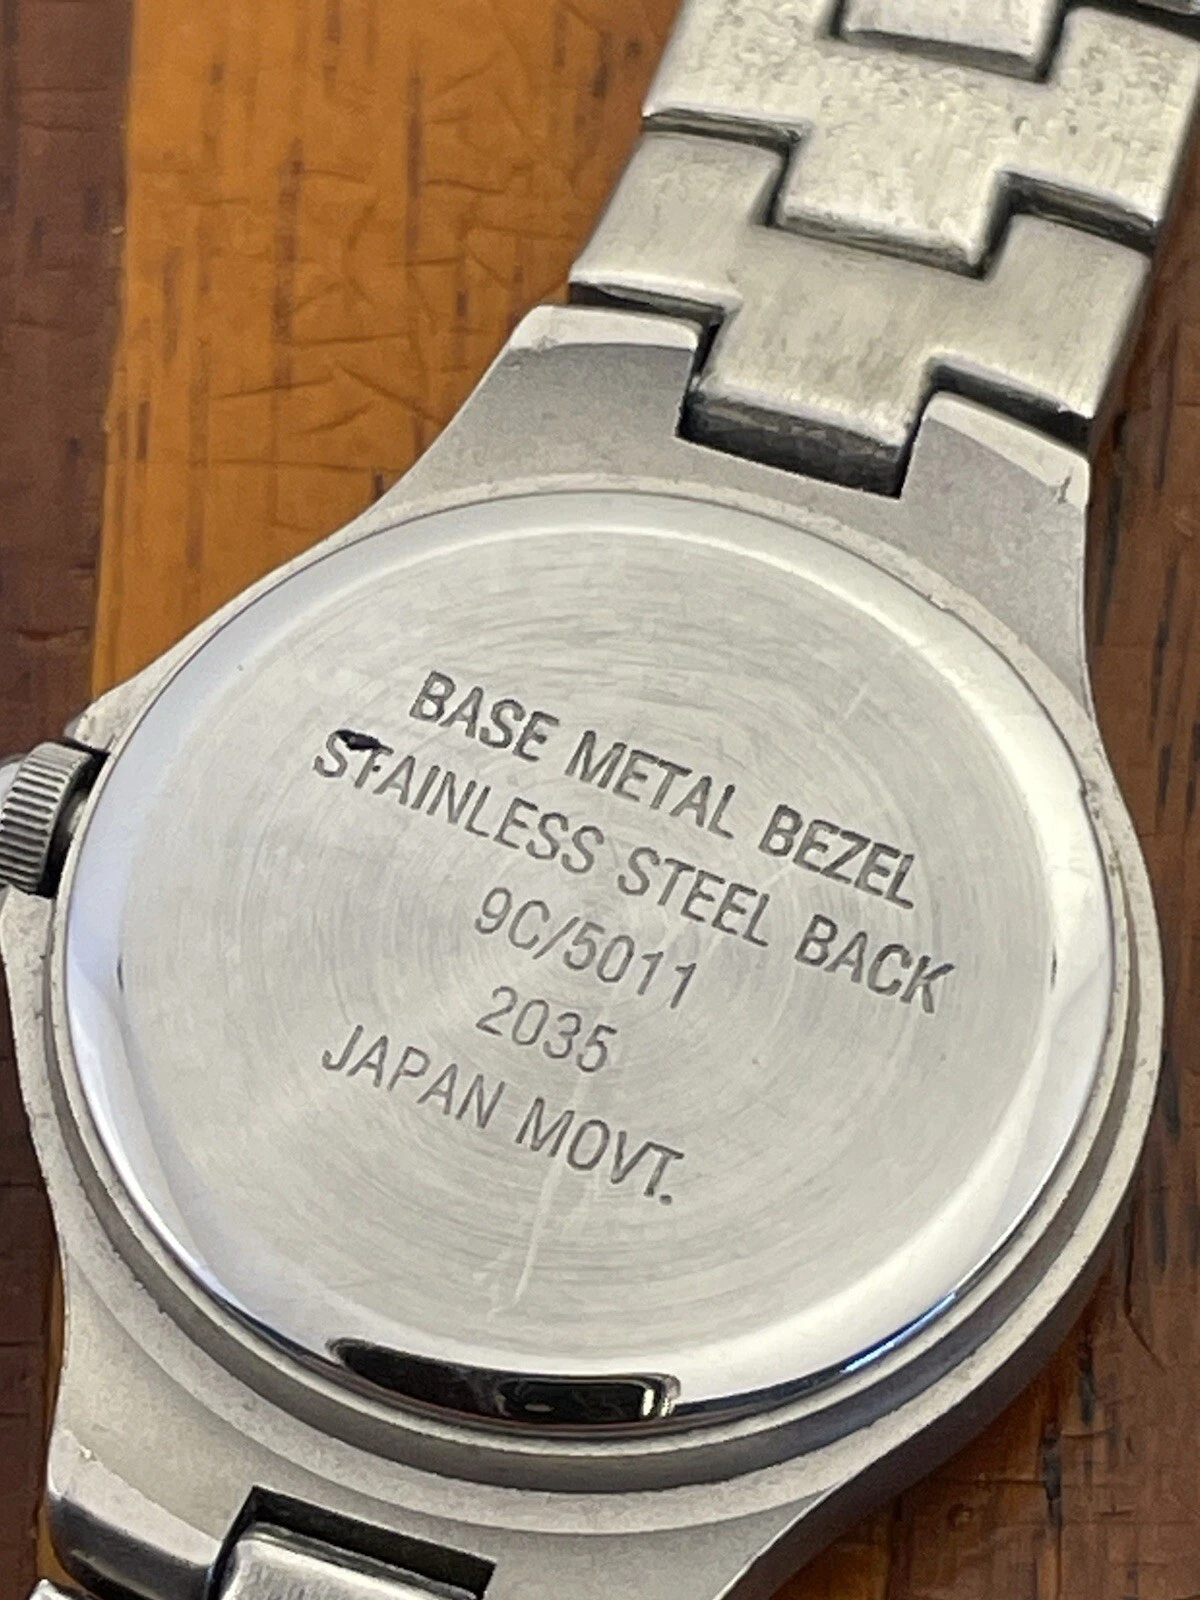 BASE METAL BEZEL
STAINLESS STEEL BACK
9C/5011
2035
JAPAN MOVT.